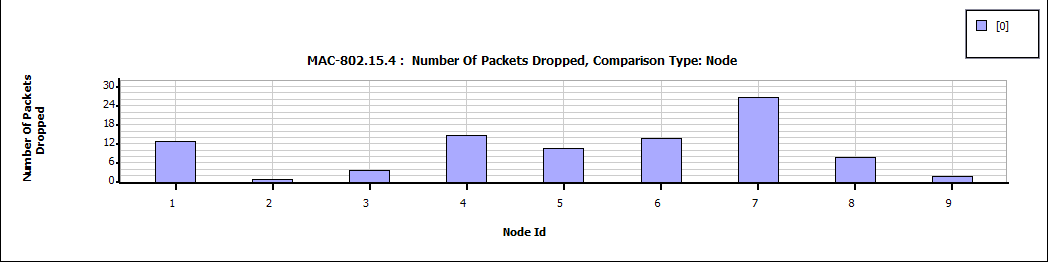 [0]
MAC-802.15.4 :  Number Of Packets Dropped, Comparison Type: Node
Number Of Packets
Dropped
30
24
18
12
6
0
1 2 3 4 5 6 7 8 9
Node Id